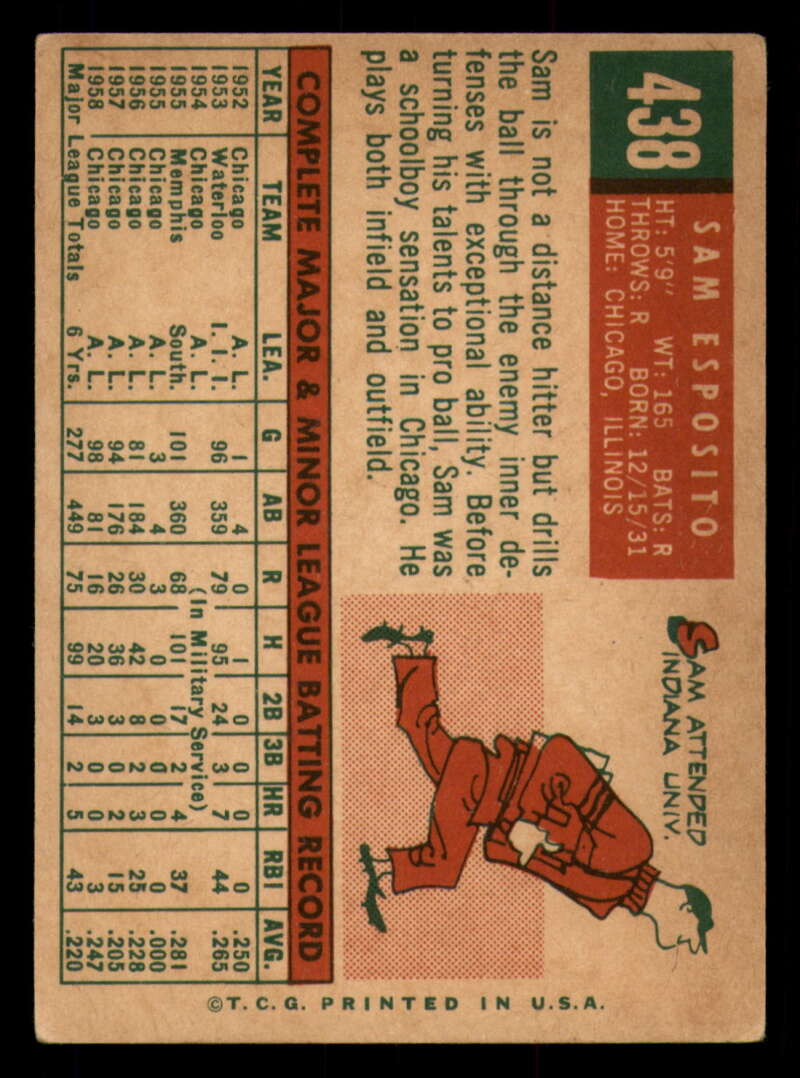 438
SAM ESPOSITO
HT: 5'9" WT: 165 BATS: R
THROWS: R BORN: 12/15/31
HOME: CHICAGO, ILLINOIS
SAM ATTENDED
INDIANA UNIV.
Sam is not a distance hitter but drills
the ball through the enemy inner de-
fenses with exceptional ability. Before
turning his talents to pro ball, Sam was
a schoolboy sensation in Chicago. He
plays both infield and outfield.
COMPLETE MAJOR & MINOR LEAGUE BATTING RECORD
YEAR TEAM LEA. G AB R H 2B 3B HR RBI AVG.
1952 Chicago A. L. 1 4 0 1 0 0 0 0 .250
1953 Waterloo I. I. I. 96 359 79 95 24 3 7 44 .265
1954 Chicago A. L. (In Military Service)
1955 Memphis South. 101 360 68 101 17 2 4 37 .281
1955 Chicago A. L. 3 4 3 0 0 0 0 0 .000
1956 Chicago A. L. 81 184 30 42 8 2 3 25 .228
1957 Chicago A. L. 94 176 26 36 3 0 2 15 .205
1958 Chicago A. L. 98 81 16 20 3 0 0 3 .247
Major League Totals 6 Yrs. 277 449 75 99 14 2 5 43 .220
©T. C. G. PRINTED IN U.S.A.